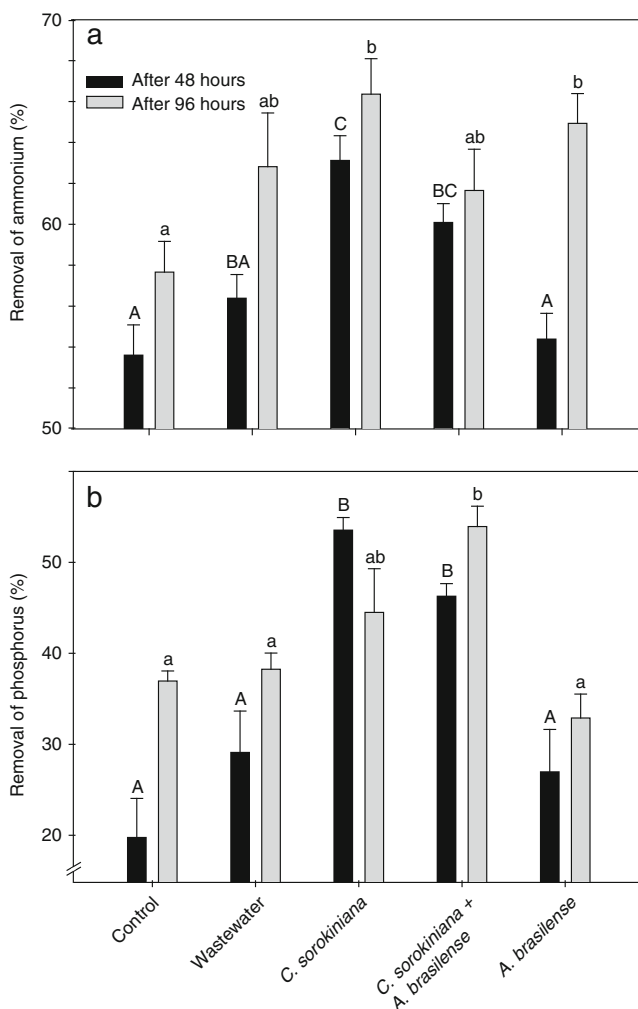 70
a
After 48 hours
After 96 hours
Removal of ammonium (%)
60
50
A
a
BA
ab
C
b
BC
ab
A
b
b
Removal of phosphorus (%)
50
40
30
20
A
a
A
a
B
ab
B
b
A
a
Control
Wastewater
C. sorokiniana
C. sorokiniana +
A. brasilense
A. brasilense